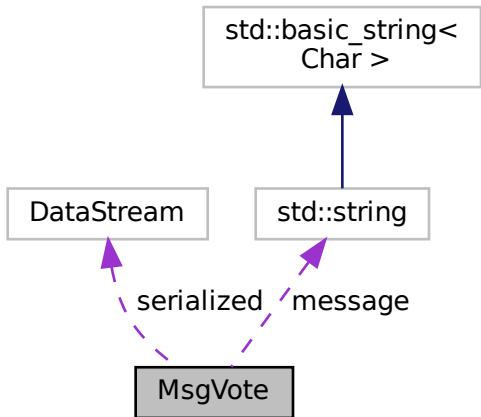 std::basic_string<
Char >
DataStream
std::string
serialized
message
MsgVote